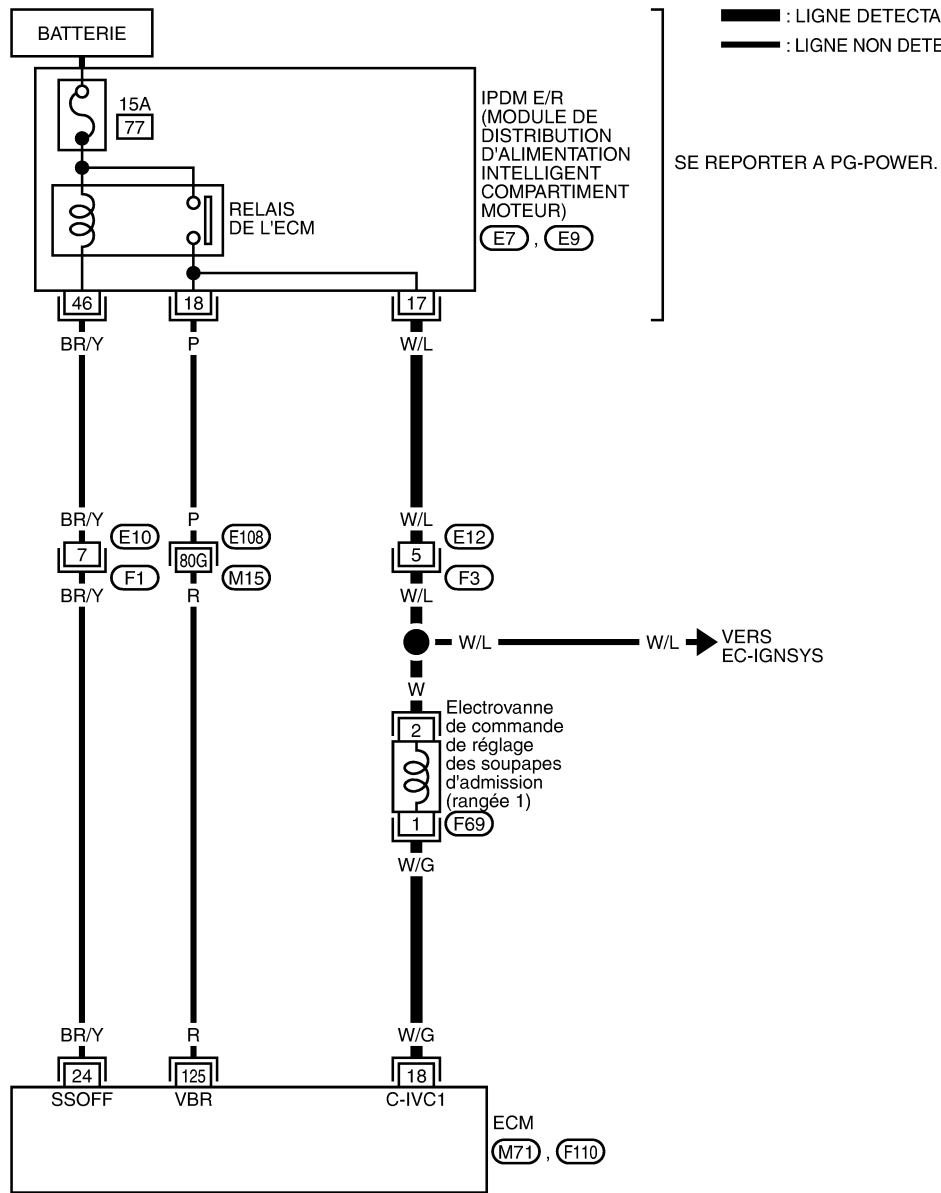 BATTERIE
: LIGNE DETECTA
: LIGNE NON DETE
15A
77
IPDM E/R
(MODULE DE
DISTRIBUTION
D'ALIMENTATION
INTELLIGENT
COMPARTIMENT
MOTEUR)
E7 , E9
SE REPORTER A PG-POWER.
RELAIS
DE L'ECM
46 18 17
BR/Y P W/L
BR/Y P W/L
7 E10 80G E108 5 E12
F1 M15 F3
BR/Y R W/L
W/L W/L VERS
EC-IGNSYS
W
2
Electrovanne
de commande
de réglage
des soupapes
d'admission
(rangée 1)
1 F69
W/G
BR/Y R W/G
24 125 18
SSOFF VBR C-IVC1
ECM
M71 , F110